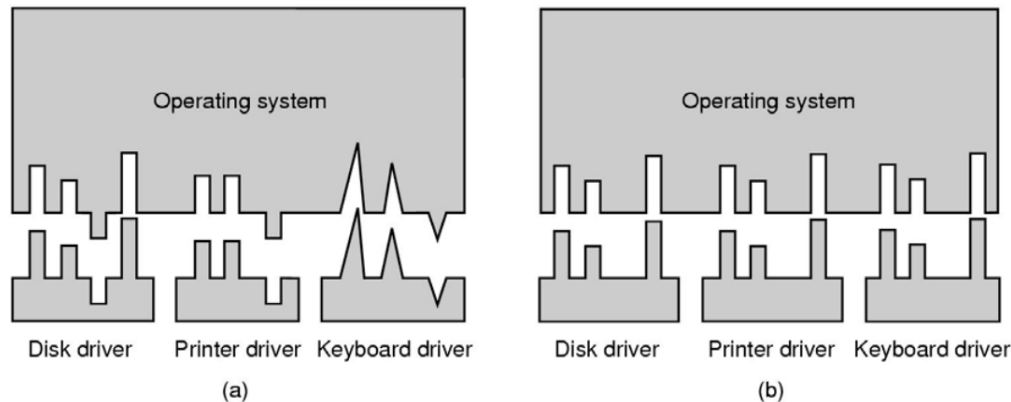 Operating system
Operating system
Disk driver
Printer driver
Keyboard driver
Disk driver
Printer driver
Keyboard driver
(a)
(b)